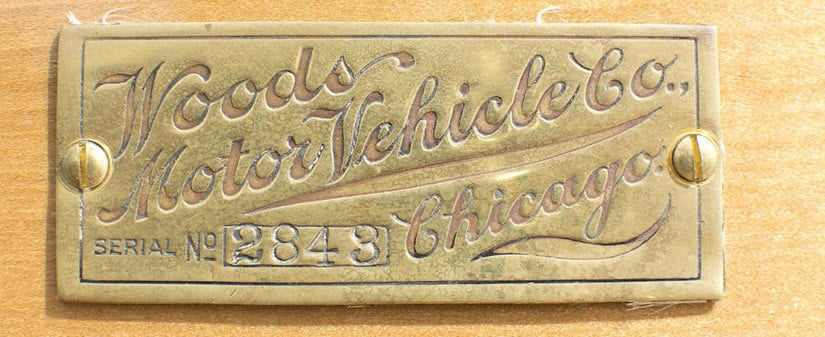 Woods
Motor Vehicle Co.,
Chicago.
SERIAL No 2843